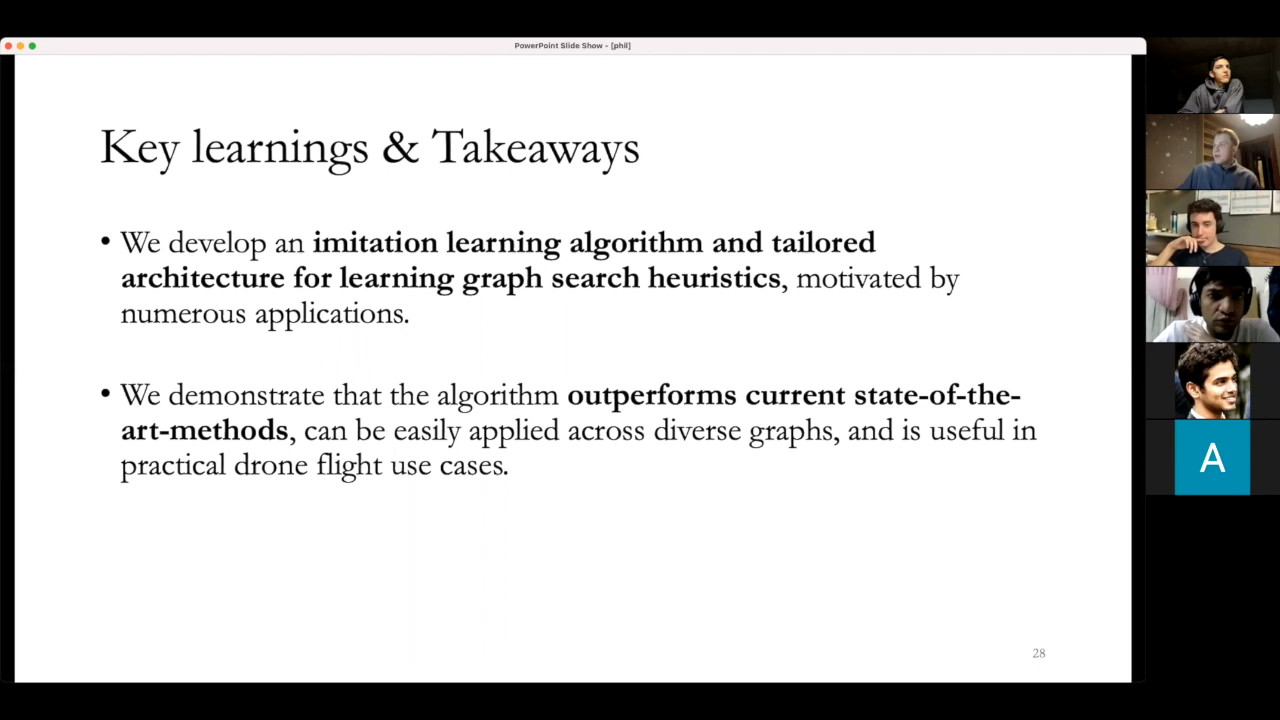 PowerPoint Slide Show - [phil]
Key learnings & Takeaways
• We develop an imitation learning algorithm and tailored
architecture for learning graph search heuristics, motivated by
numerous applications.
• We demonstrate that the algorithm outperforms current state-of-the-
art-methods, can be easily applied across diverse graphs, and is useful in
practical drone flight use cases.
28
A